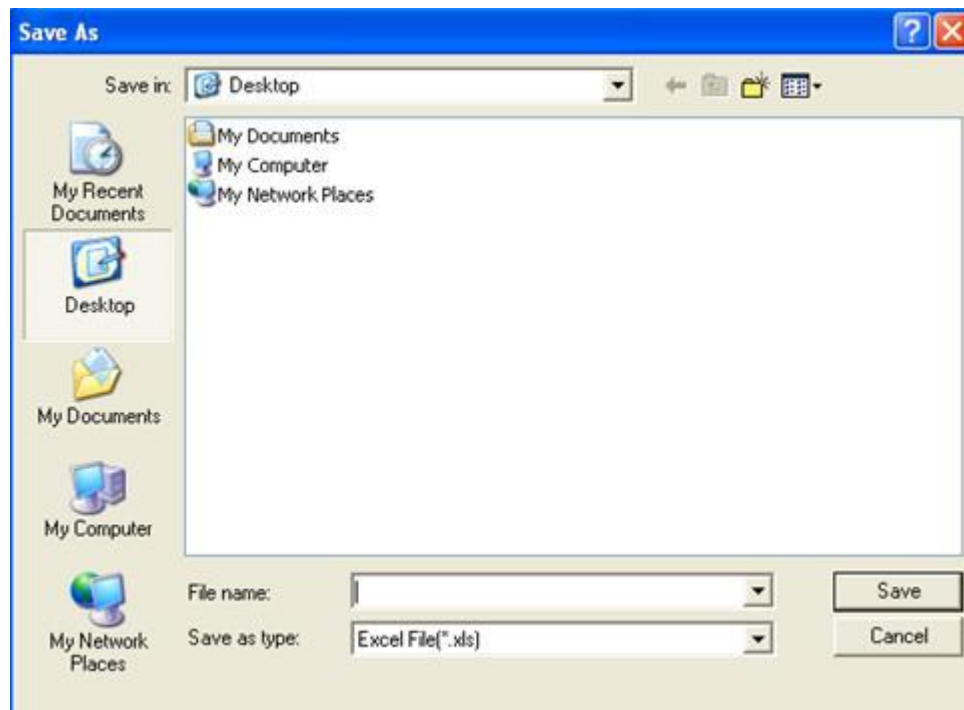 Save As
Save in: Desktop
My Recent
Documents
Desktop
My Documents
My Computer
My Network
Places
My Documents
My Computer
My Network Places
File name:
Save
Save as type: Excel File(*.xls)
Cancel